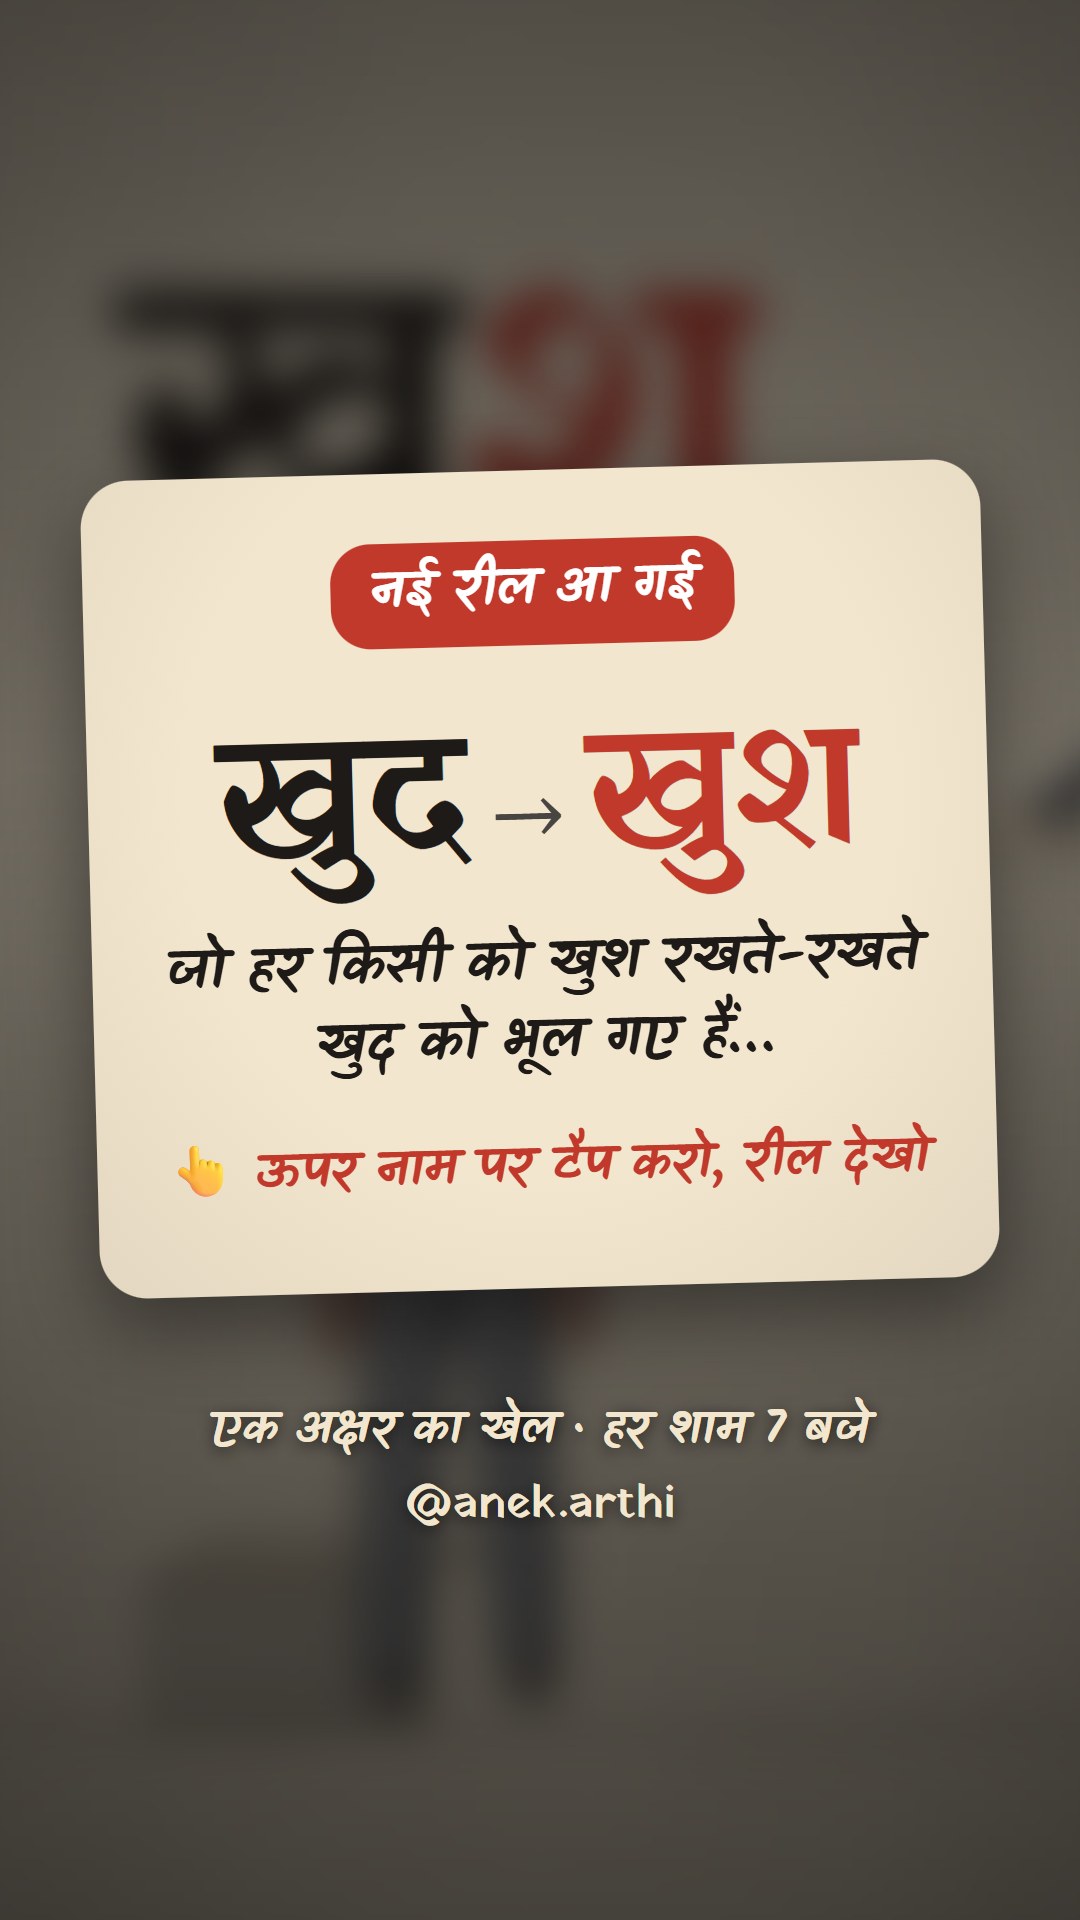 नई रील आ गई
खुद → खुश
जो हर किसी को खुश रखते-रखते
खुद को भूल गए हैं...
👆 ऊपर नाम पर टैप करो, रील देखो
एक अक्षर का खेल · हर शाम 7 बजे
@anek.arthi